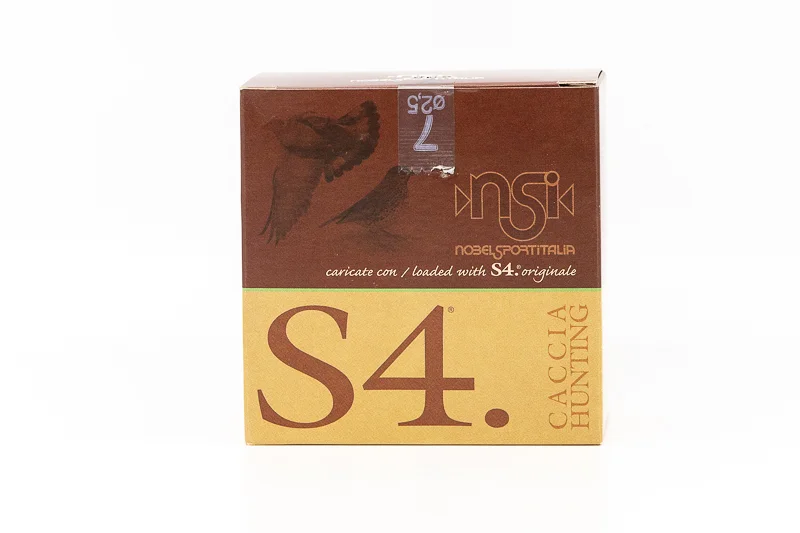 7
ø2,5
nsi
NOBELSPORTITALIA
caricate con / loaded with S4.® originale
S4.®
CACCIA
HUNTING